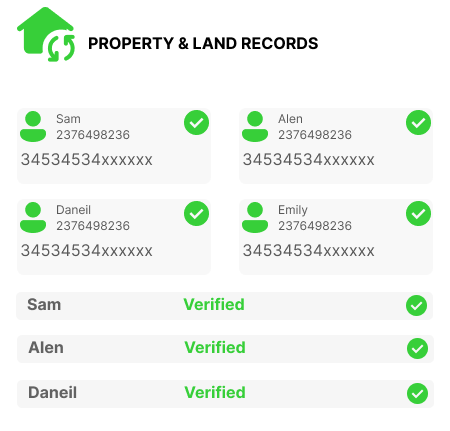 PROPERTY & LAND RECORDS
Sam
2376498236
34534534xxxxxx
Alen
2376498236
34534534xxxxxx
Daneil
2376498236
34534534xxxxxx
Emily
2376498236
34534534xxxxxx
Sam Verified
Alen Verified
Daneil Verified